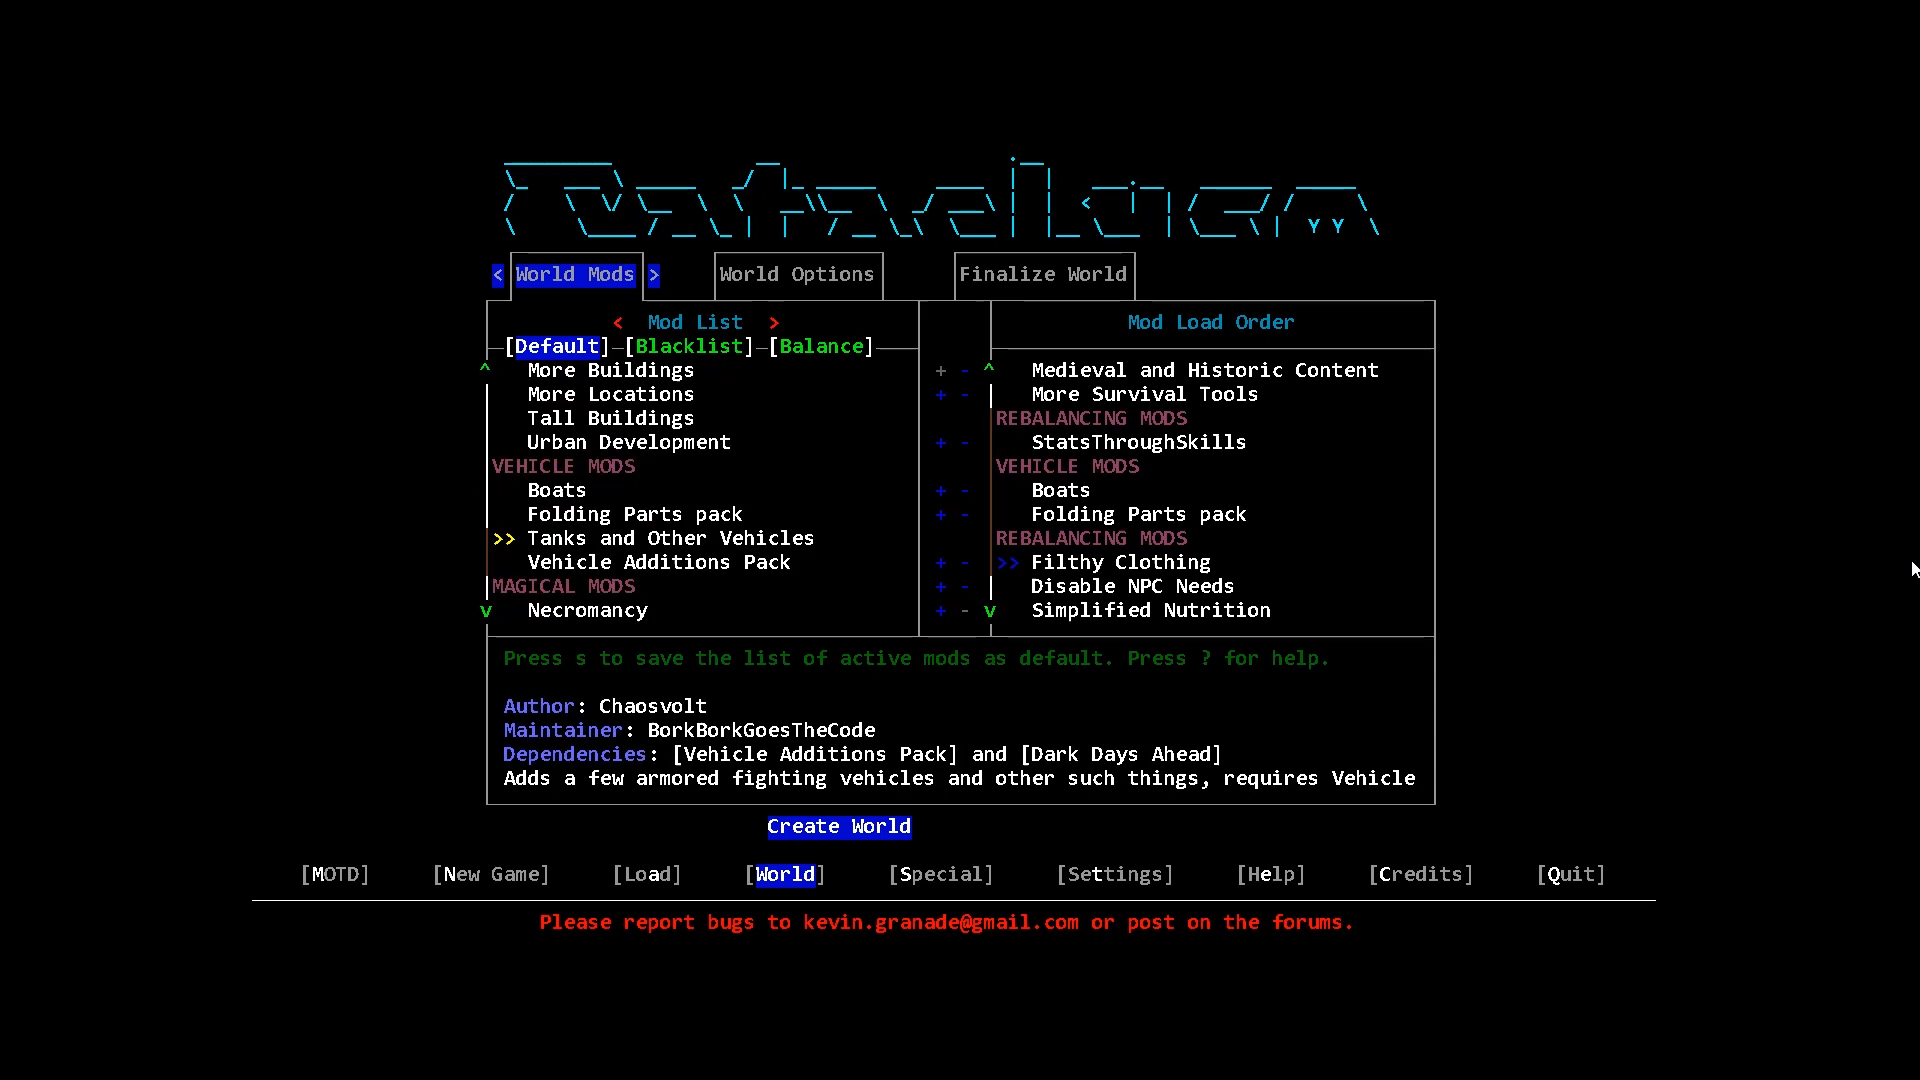 < World Mods > World Options Finalize World
< Mod List > Mod Load Order
[Default] [Blacklist] [Balance]
^ More Buildings + - ^ Medieval and Historic Content
More Locations + - More Survival Tools
Tall Buildings REBALANCING MODS
Urban Development + - StatsThroughSkills
VEHICLE MODS VEHICLE MODS
Boats + - Boats
Folding Parts pack + - Folding Parts pack
>> Tanks and Other Vehicles REBALANCING MODS
Vehicle Additions Pack + - >> Filthy Clothing
MAGICAL MODS + - Disable NPC Needs
v Necromancy + - v Simplified Nutrition
Press s to save the list of active mods as default. Press ? for help.
Author: Chaosvolt
Maintainer: BorkBorkGoesTheCode
Dependencies: [Vehicle Additions Pack] and [Dark Days Ahead]
Adds a few armored fighting vehicles and other such things, requires Vehicle
Create World
[MOTD] [New Game] [Load] [World] [Special] [Settings] [Help] [Credits] [Quit]
Please report bugs to kevin.granade@gmail.com or post on the forums.